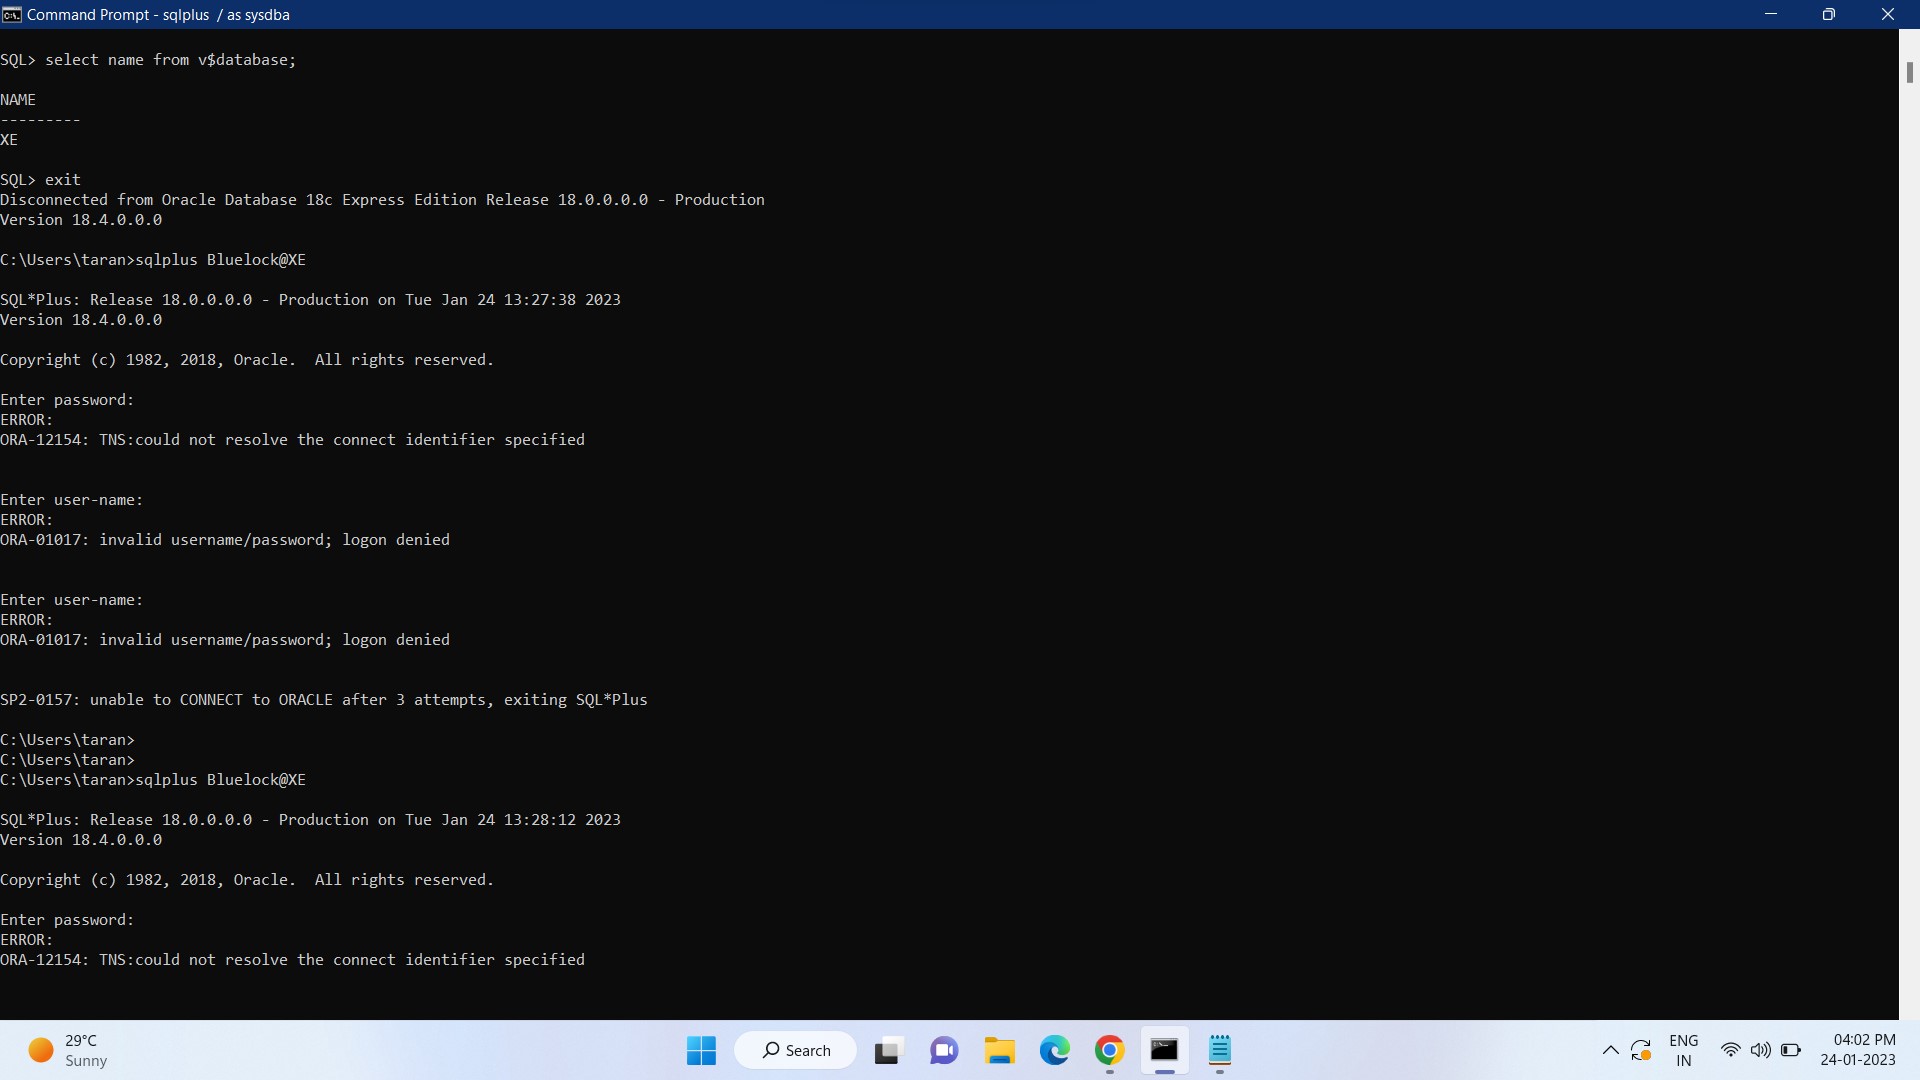 Command Prompt - sqlplus  / as sysdba
SQL> select name from v$database;
NAME
---------
XE
SQL> exit
Disconnected from Oracle Database 18c Express Edition Release 18.0.0.0.0 - Production
Version 18.4.0.0.0
C:\Users\taran>sqlplus Bluelock@XE
SQL*Plus: Release 18.0.0.0.0 - Production on Tue Jan 24 13:27:38 2023
Version 18.4.0.0.0
Copyright (c) 1982, 2018, Oracle.  All rights reserved.
Enter password:
ERROR:
ORA-12154: TNS:could not resolve the connect identifier specified
Enter user-name:
ERROR:
ORA-01017: invalid username/password; logon denied
Enter user-name:
ERROR:
ORA-01017: invalid username/password; logon denied
SP2-0157: unable to CONNECT to ORACLE after 3 attempts, exiting SQL*Plus
C:\Users\taran>
C:\Users\taran>
C:\Users\taran>sqlplus Bluelock@XE
SQL*Plus: Release 18.0.0.0.0 - Production on Tue Jan 24 13:28:12 2023
Version 18.4.0.0.0
Copyright (c) 1982, 2018, Oracle.  All rights reserved.
Enter password:
ERROR:
ORA-12154: TNS:could not resolve the connect identifier specified
29°C
Sunny
Search
ENG
IN
04:02 PM
24-01-2023